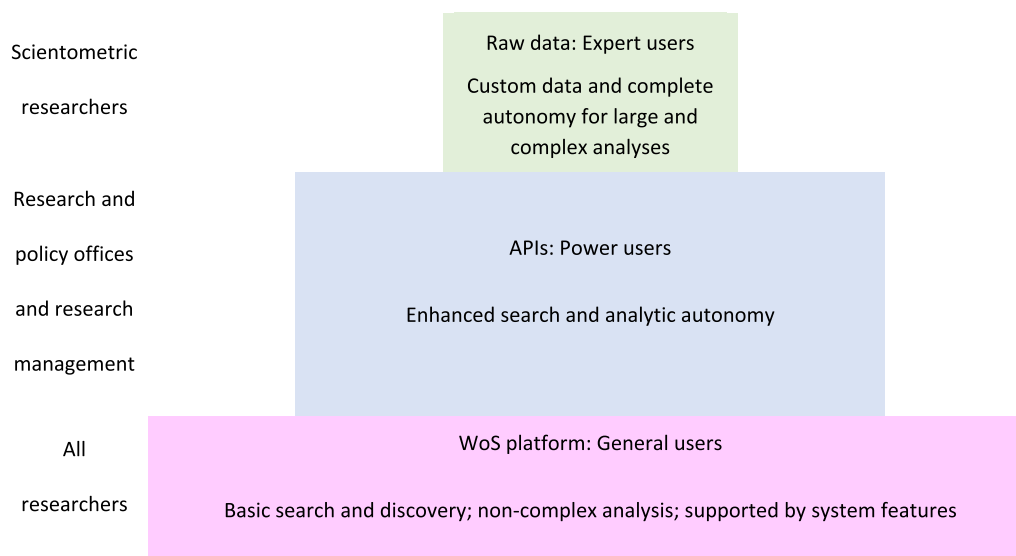 Scientometric
researchers
Raw data: Expert users
Custom data and complete
autonomy for large and
complex analyses
Research and
policy offices
and research
management
APIs: Power users
Enhanced search and analytic autonomy
All
researchers
WoS platform: General users
Basic search and discovery; non-complex analysis; supported by system features